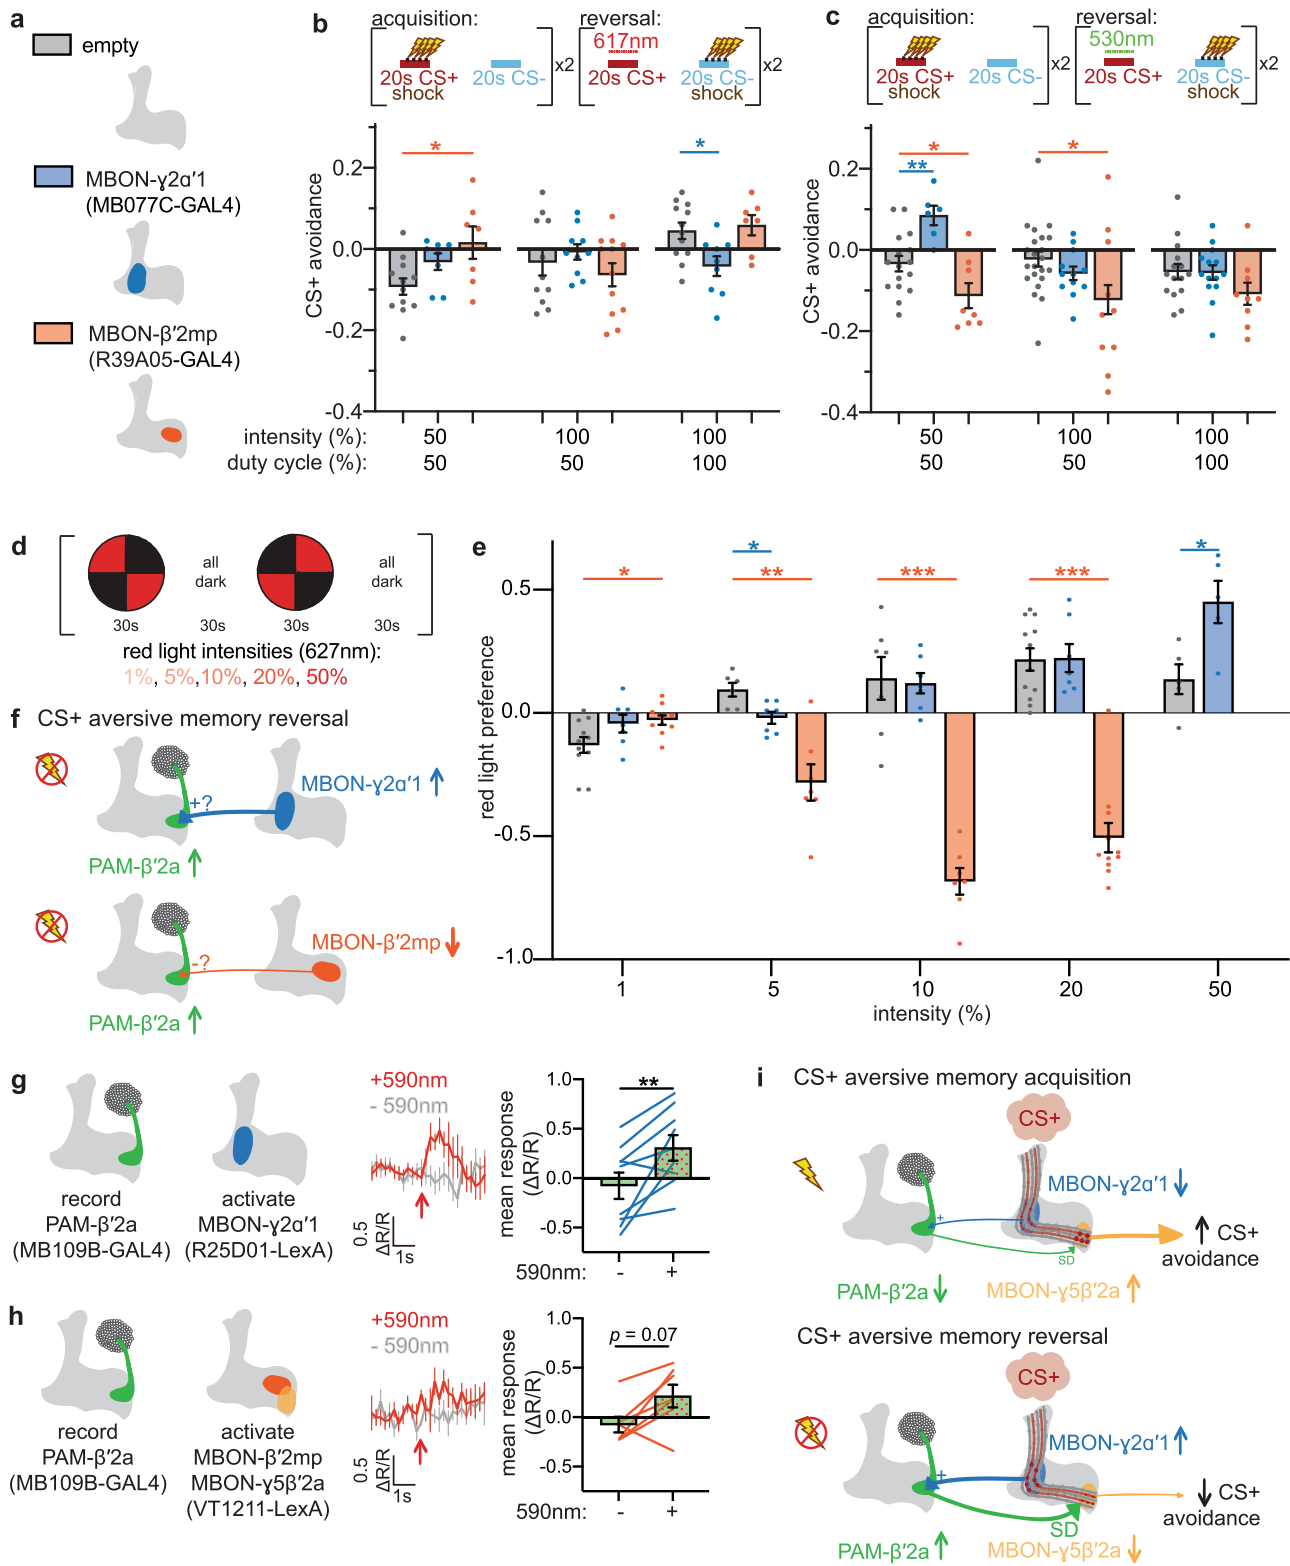 a
empty
MBON-ɣ2α′1
(MB077C-GAL4)
MBON-β′2mp
(R39A05-GAL4)
b
acquisition:
reversal:
617nm
20s CS+
20s CS-
20s CS+
20s CS-
x2
x2
shock
shock
CS+ avoidance
0.2
0.0
-0.2
-0.4
*
*
intensity (%):
50
100
100
duty cycle (%):
50
50
100
c
acquisition:
reversal:
530nm
20s CS+
20s CS-
20s CS+
20s CS-
x2
x2
shock
shock
CS+ avoidance
0.2
0.0
-0.2
-0.4
*
**
*
50
100
100
50
50
100
d
all dark
all dark
30s
30s
30s
30s
red light intensities (627nm):
1%, 5%, 10%, 20%, 50%
e
red light preference
0.5
0.0
-0.5
-1.0
*
*
**
***
***
*
1
5
10
20
50
intensity (%)
f
CS+ aversive memory reversal
MBON-ɣ2α′1
+?
PAM-β′2a
MBON-β′2mp
-?
PAM-β′2a
g
record
PAM-β′2a
(MB109B-GAL4)
activate
MBON-ɣ2α′1
(R25D01-LexA)
+590nm
- 590nm
0.5
ΔR/R
1s
mean response
(ΔR/R)
1.0
0.5
0.0
-0.5
**
590nm:
-
+
h
record
PAM-β′2a
(MB109B-GAL4)
activate
MBON-β′2mp
MBON-ɣ5β′2a
(VT1211-LexA)
+590nm
- 590nm
0.5
ΔR/R
1s
mean response
(ΔR/R)
1.0
0.5
0.0
-0.5
p = 0.07
590nm:
-
+
i
CS+ aversive memory acquisition
CS+
MBON-ɣ2α′1
+
SD
CS+
avoidance
PAM-β′2a
MBON-ɣ5β′2a
CS+ aversive memory reversal
CS+
MBON-ɣ2α′1
+
SD
CS+
avoidance
PAM-β′2a
MBON-ɣ5β′2a